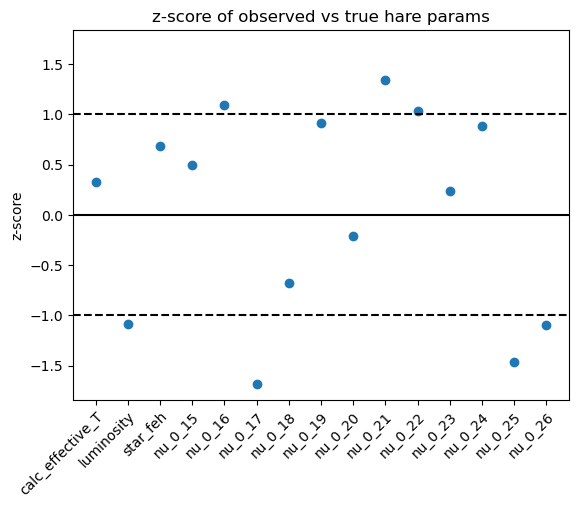 z-score of observed vs true hare params
z-score
1.5
1.0
0.5
0.0
−0.5
−1.0
−1.5
calc_effective_T
luminosity
star_feh
nu_0_15
nu_0_16
nu_0_17
nu_0_18
nu_0_19
nu_0_20
nu_0_21
nu_0_22
nu_0_23
nu_0_24
nu_0_25
nu_0_26